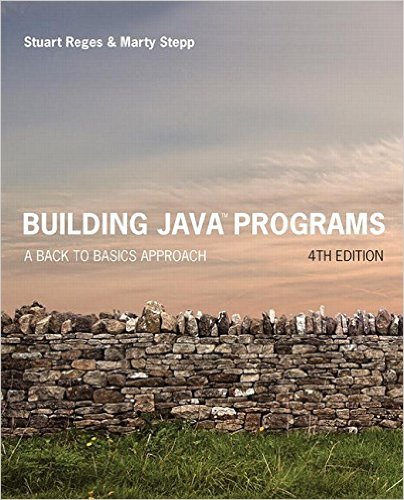 Stuart Reges & Marty Stepp
BUILDING JAVA™ PROGRAMS
A BACK TO BASICS APPROACH
4TH EDITION